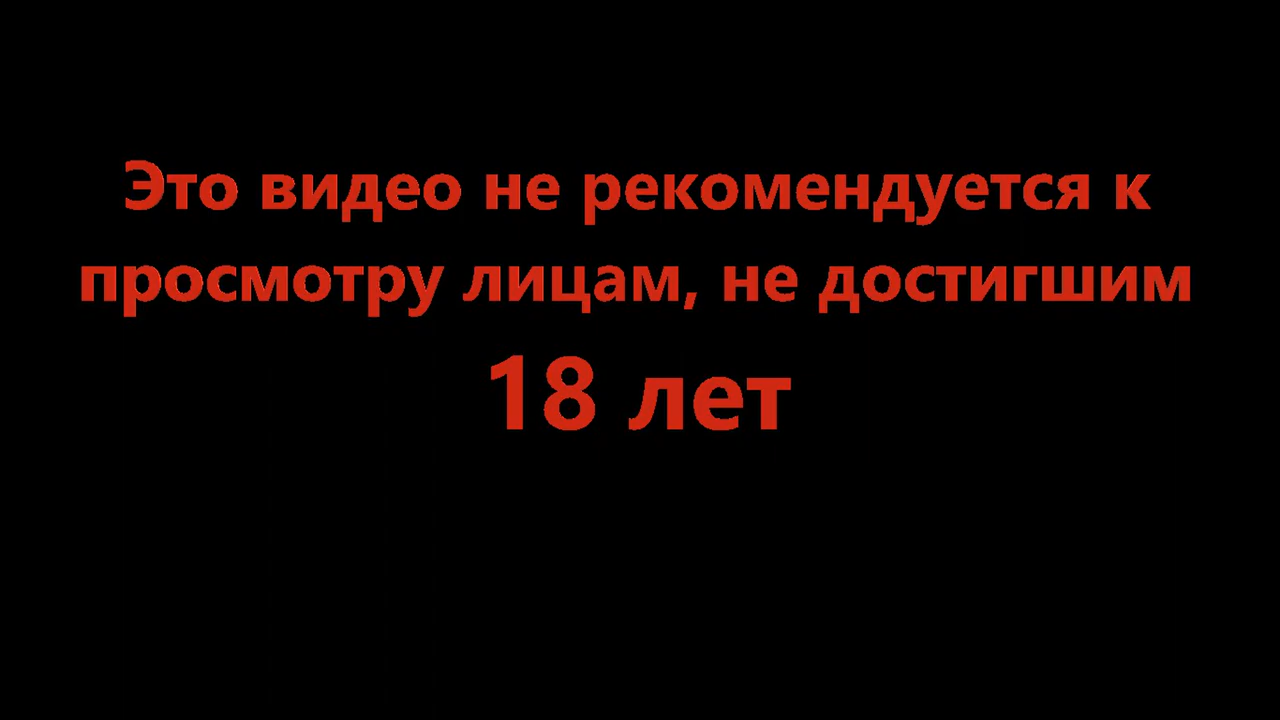 Это видео не рекомендуется к
просмотру лицам, не достигшим
18 лет